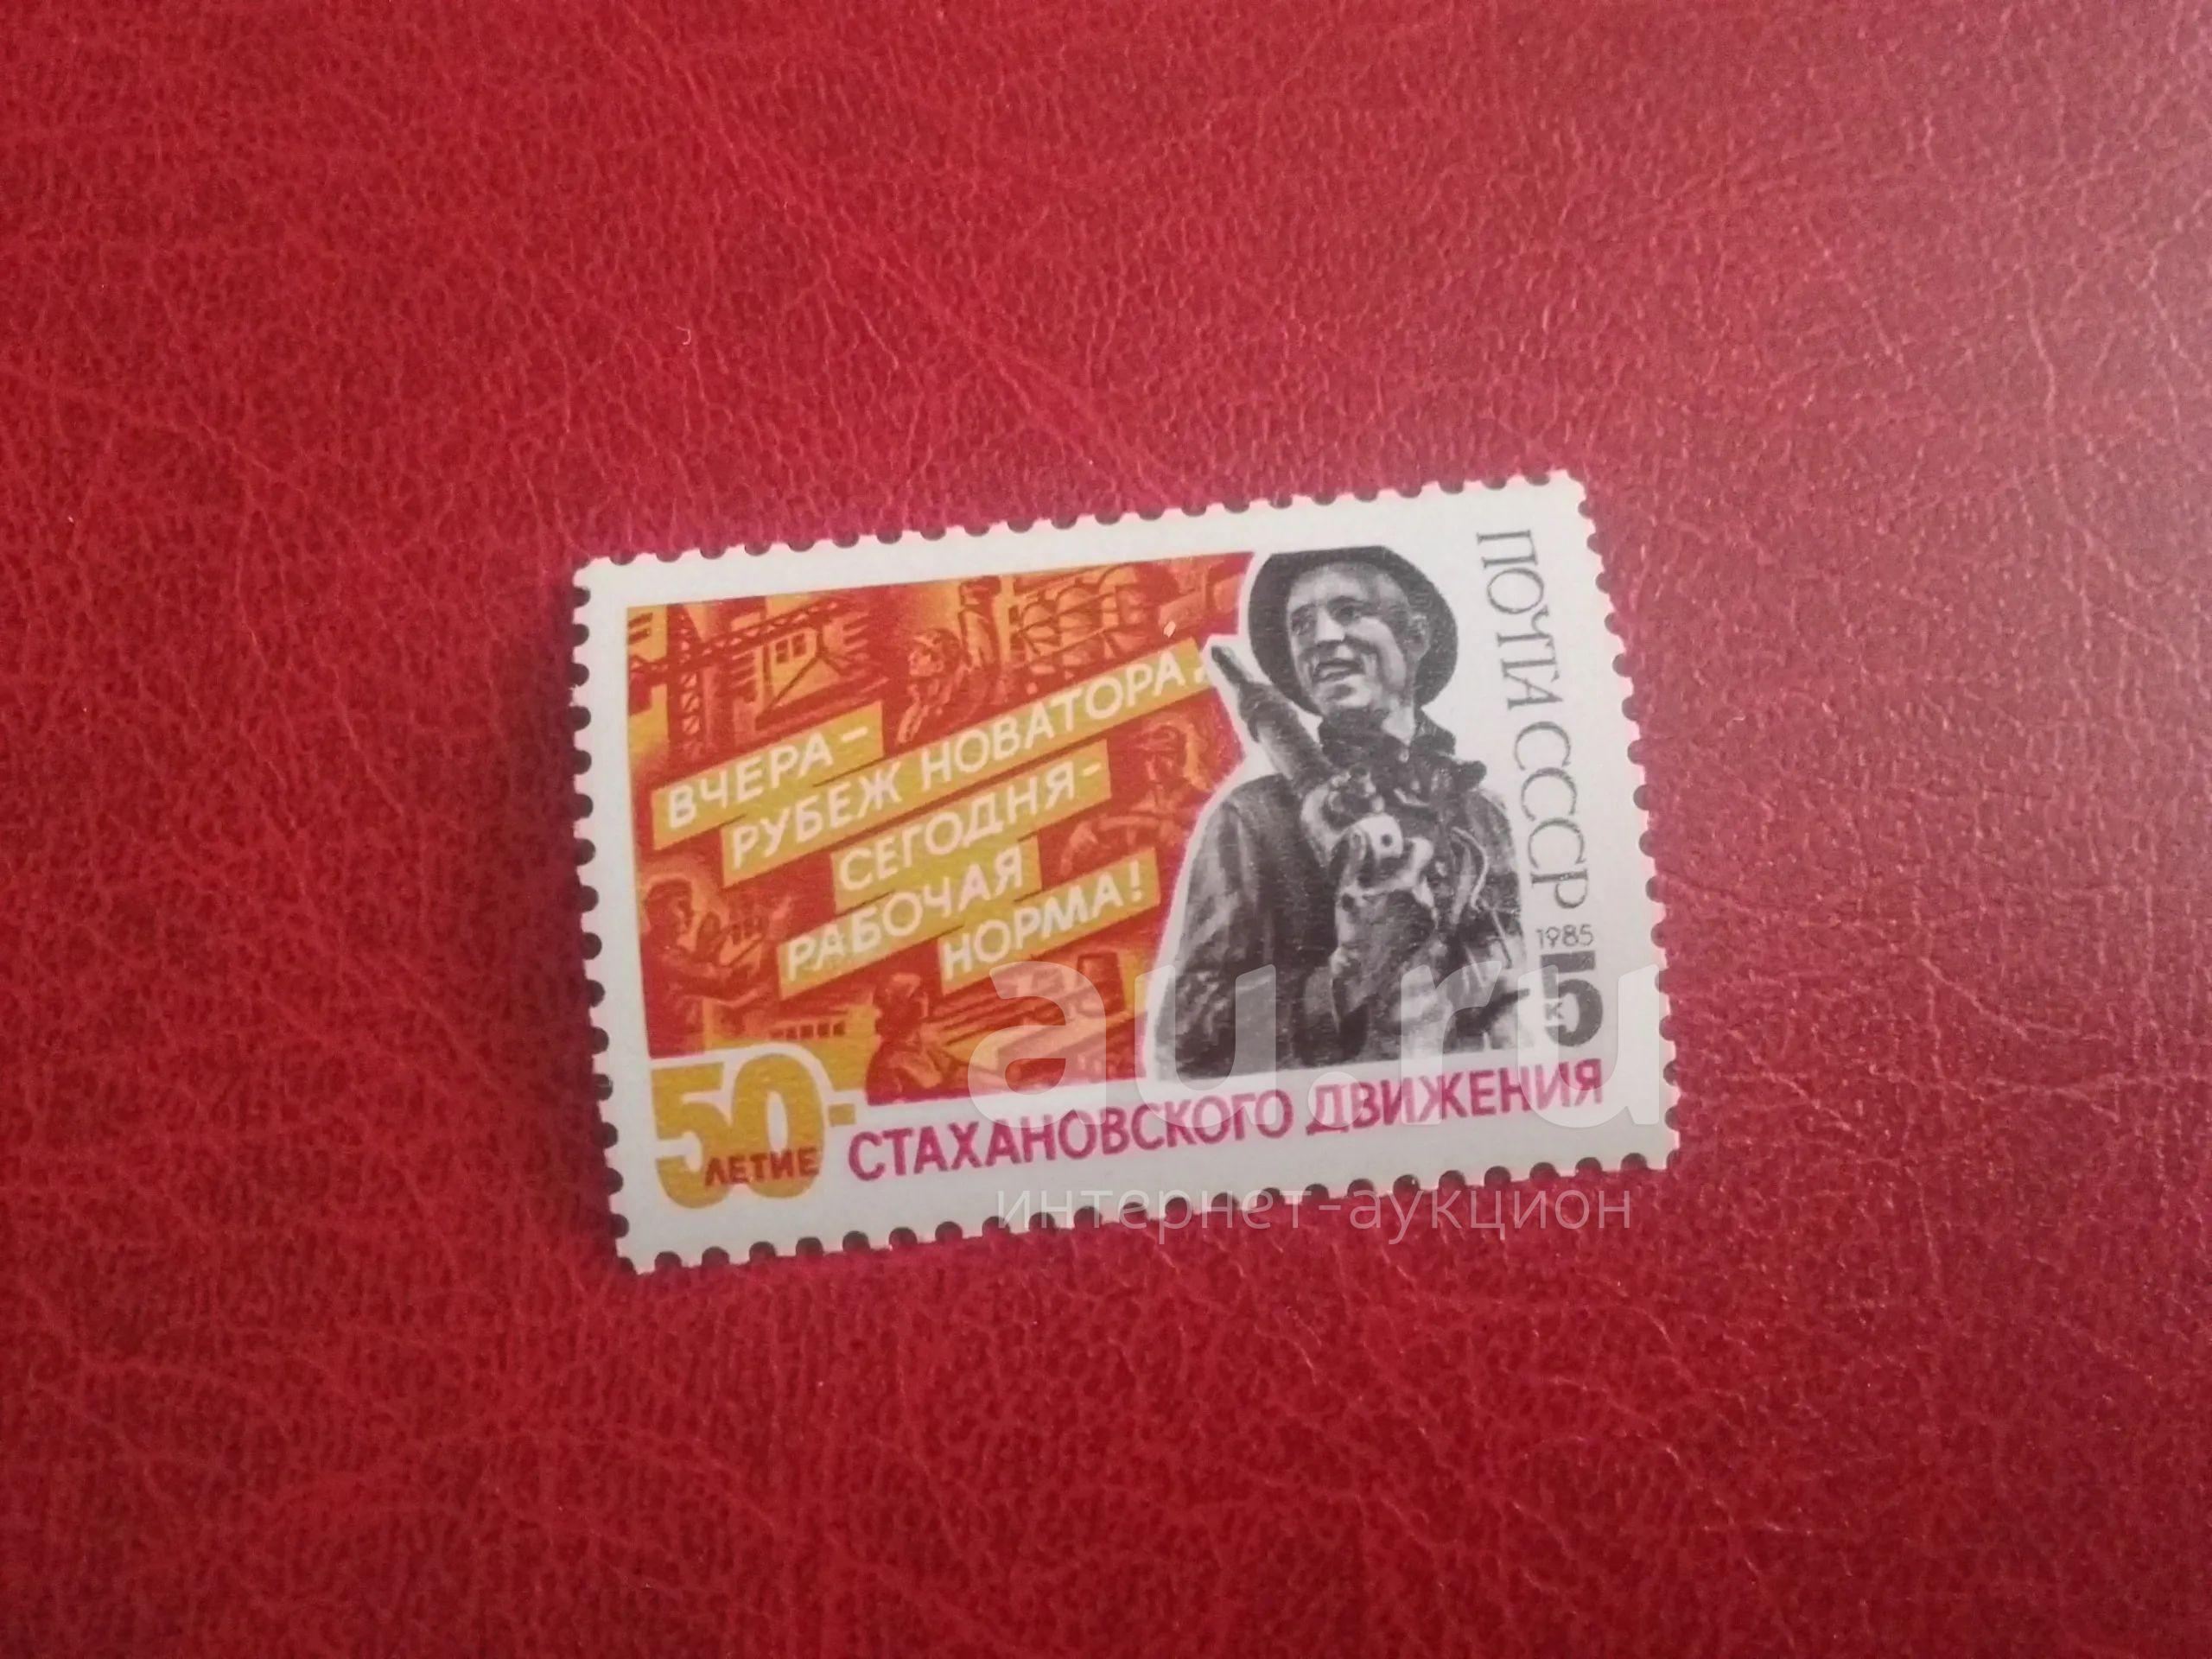 ВЧЕРА -
РУБЕЖ НОВАТОРА,
СЕГОДНЯ -
РАБОЧАЯ
НОРМА!
ПОЧТА СССР
1985
5
к
50-
ЛЕТИЕ
СТАХАНОВСКОГО ДВИЖЕНИЯ
au.ru
интернет-аукцион